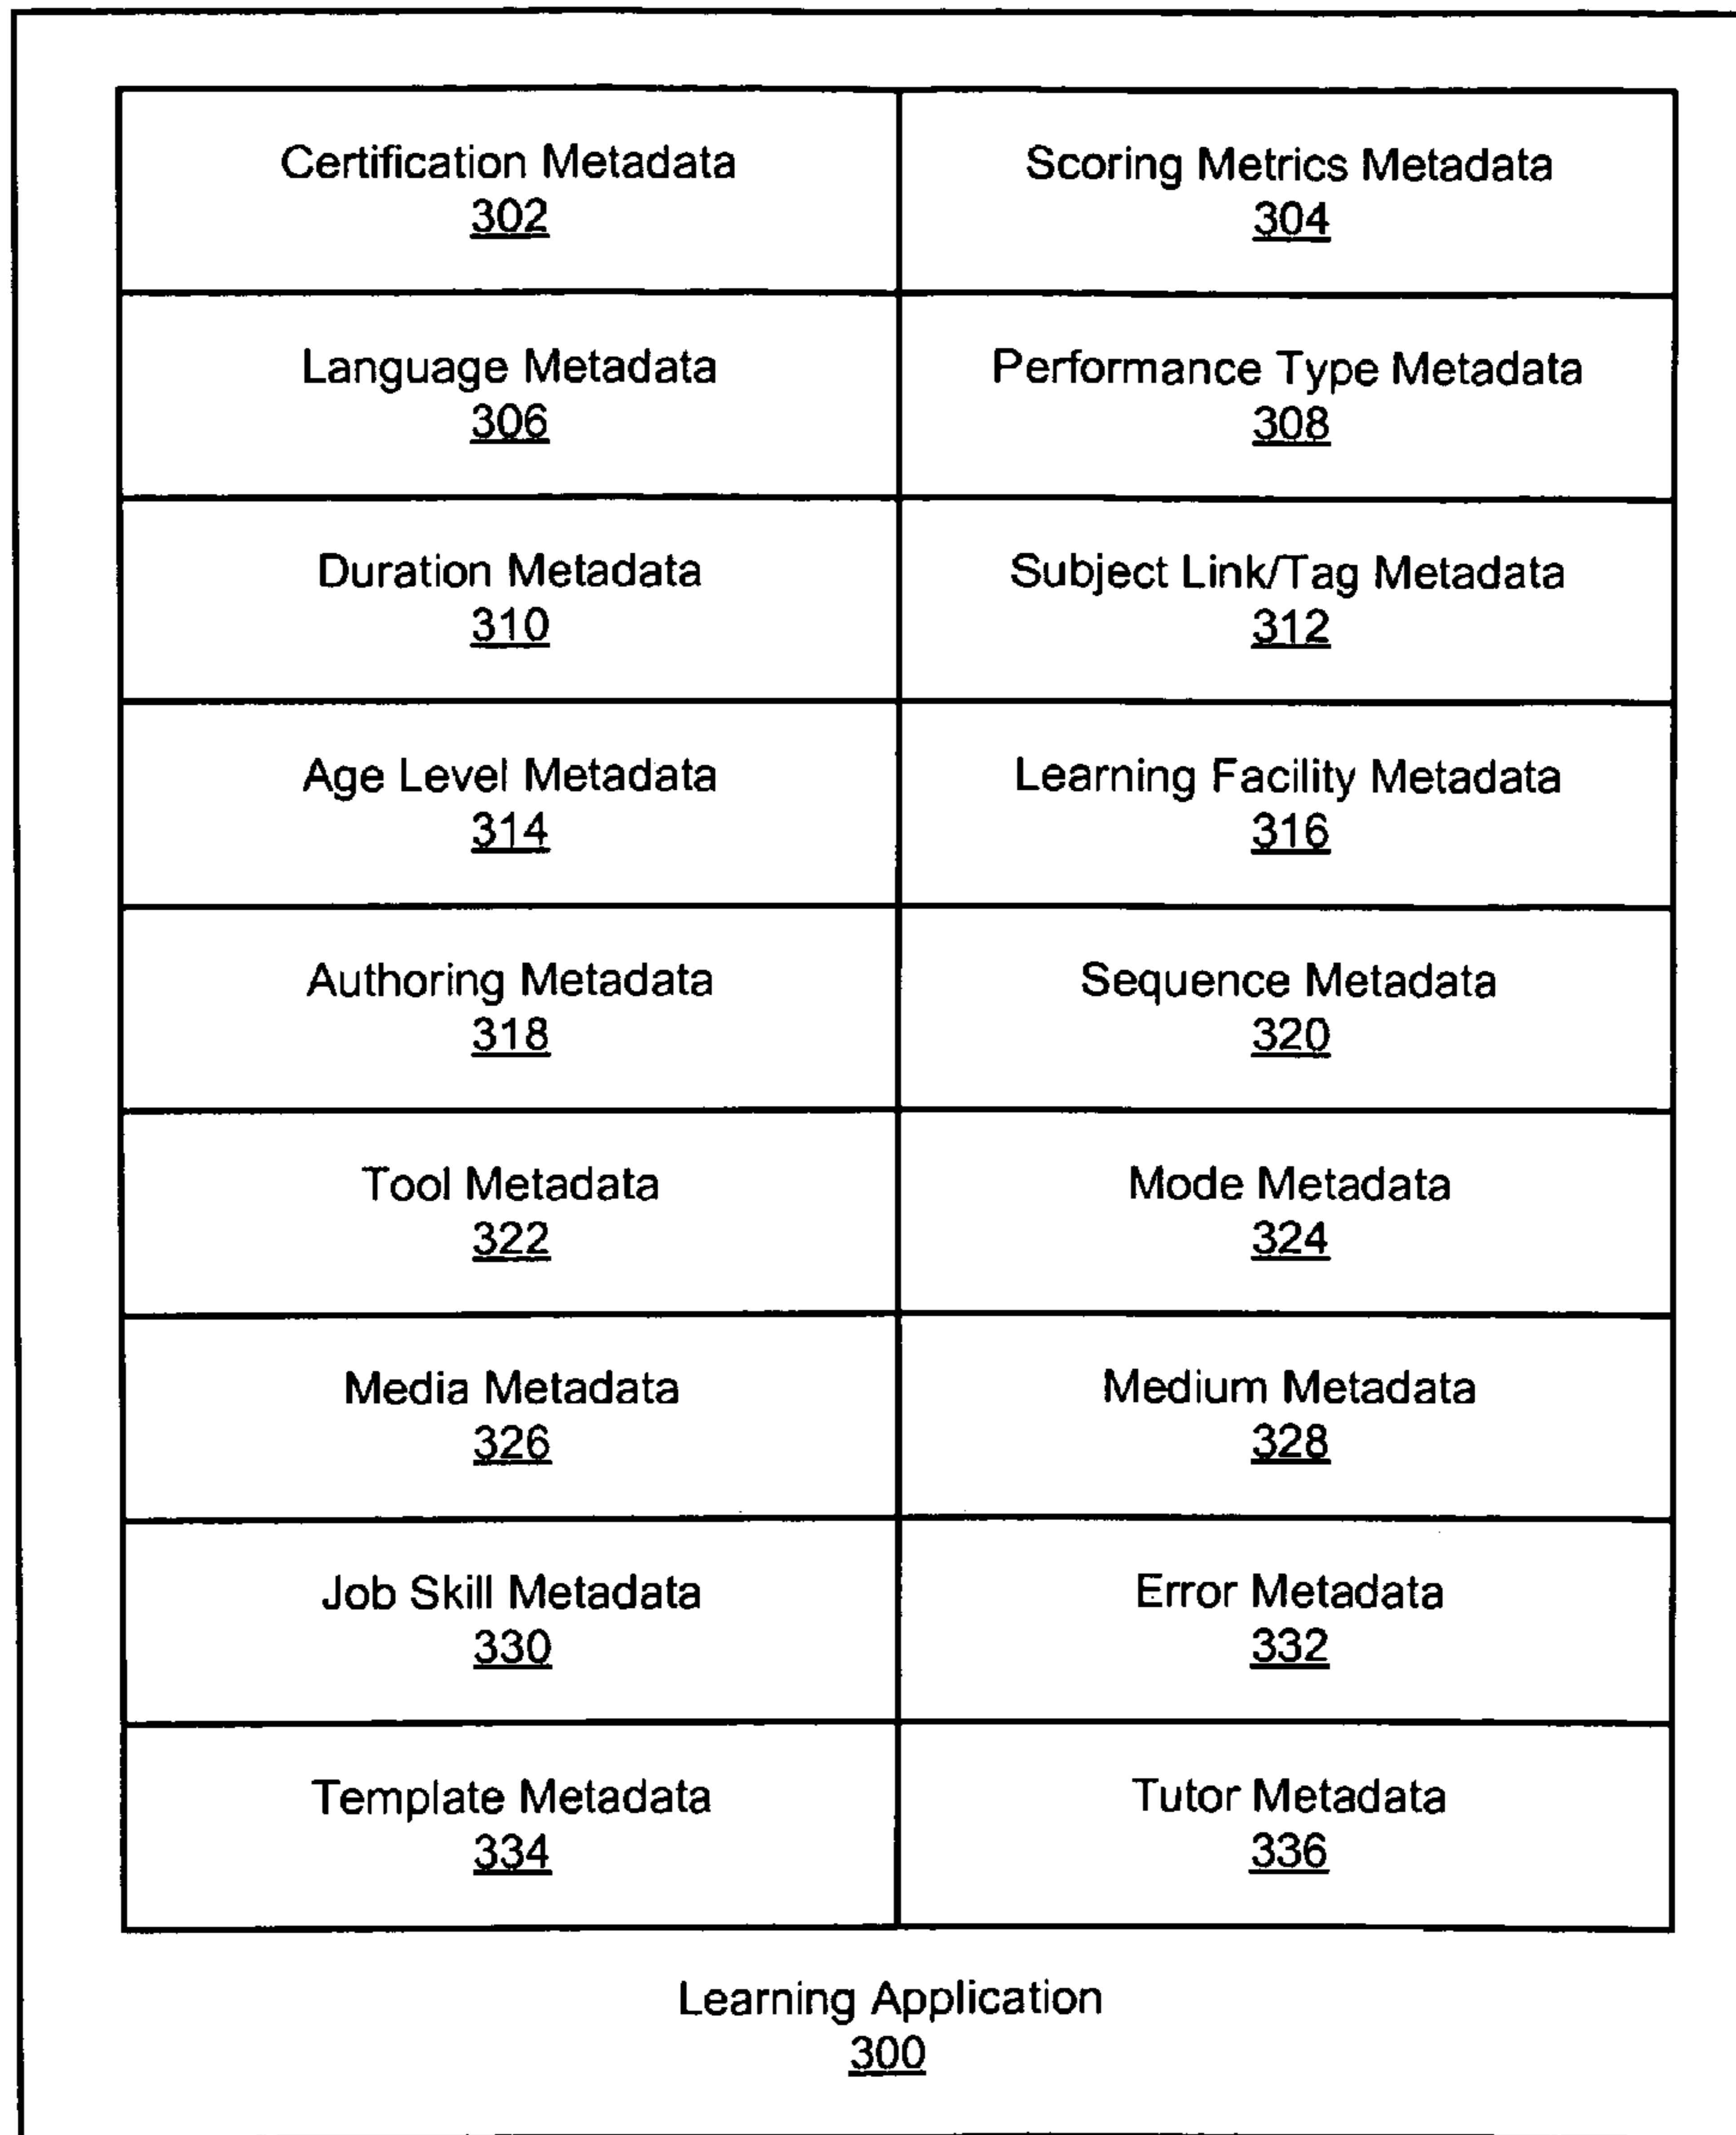 Certification Metadata
302
Scoring Metrics Metadata
304
Language Metadata
306
Performance Type Metadata
308
Duration Metadata
310
Subject Link/Tag Metadata
312
Age Level Metadata
314
Learning Facility Metadata
316
Authoring Metadata
318
Sequence Metadata
320
Tool Metadata
322
Mode Metadata
324
Media Metadata
326
Medium Metadata
328
Job Skill Metadata
330
Error Metadata
332
Template Metadata
334
Tutor Metadata
336
Learning Application
300